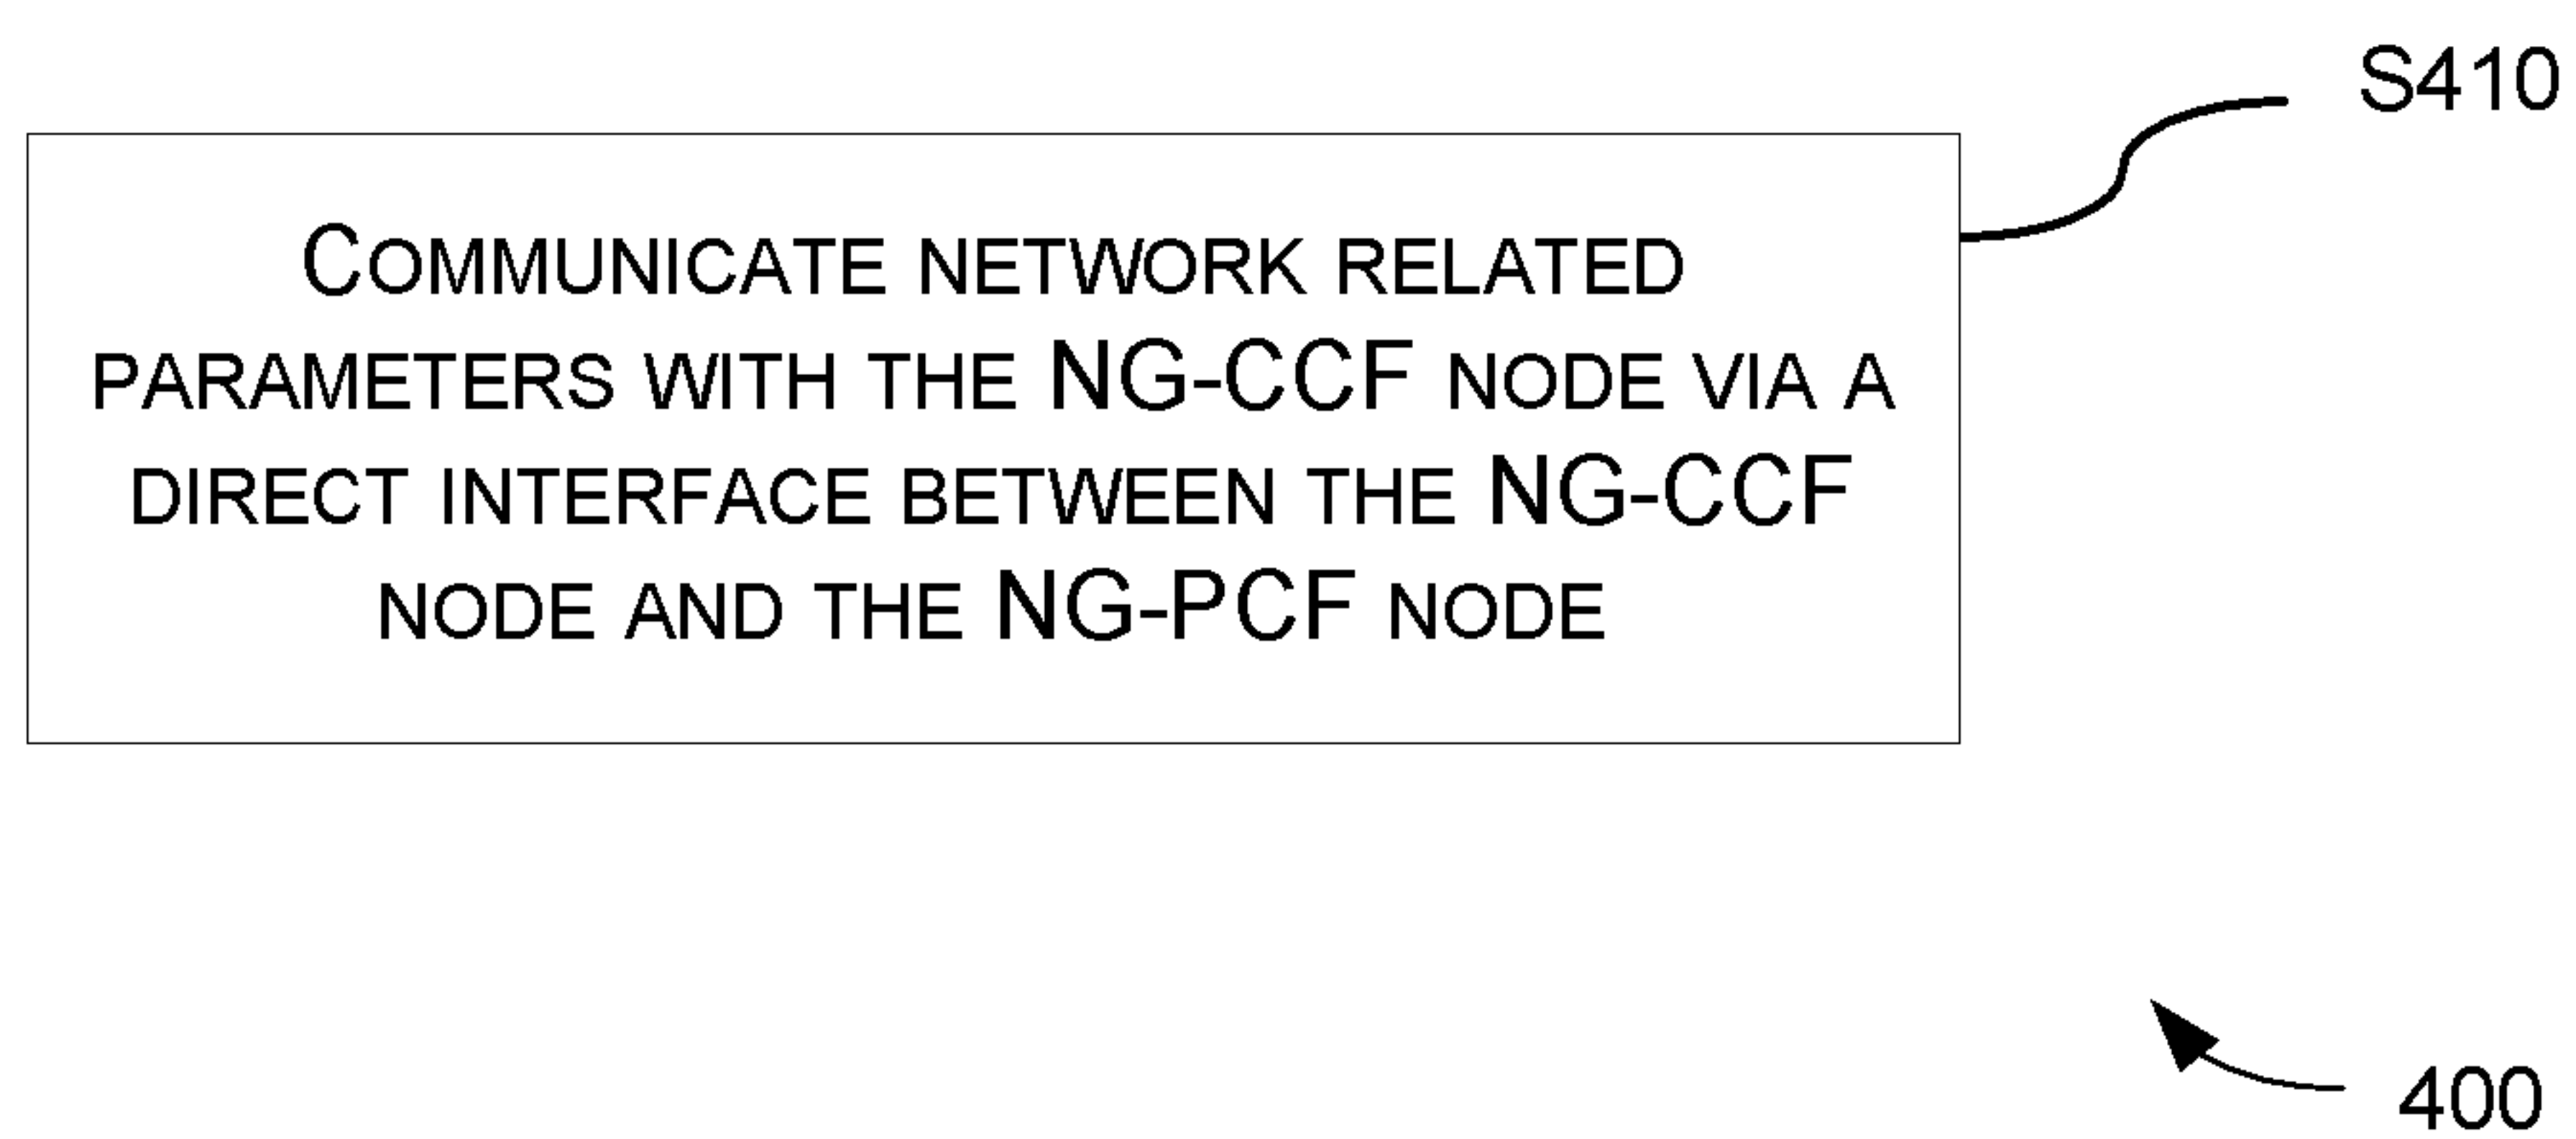 S410
COMMUNICATE NETWORK RELATED
PARAMETERS WITH THE NG-CCF NODE VIA A
DIRECT INTERFACE BETWEEN THE NG-CCF
NODE AND THE NG-PCF NODE
400